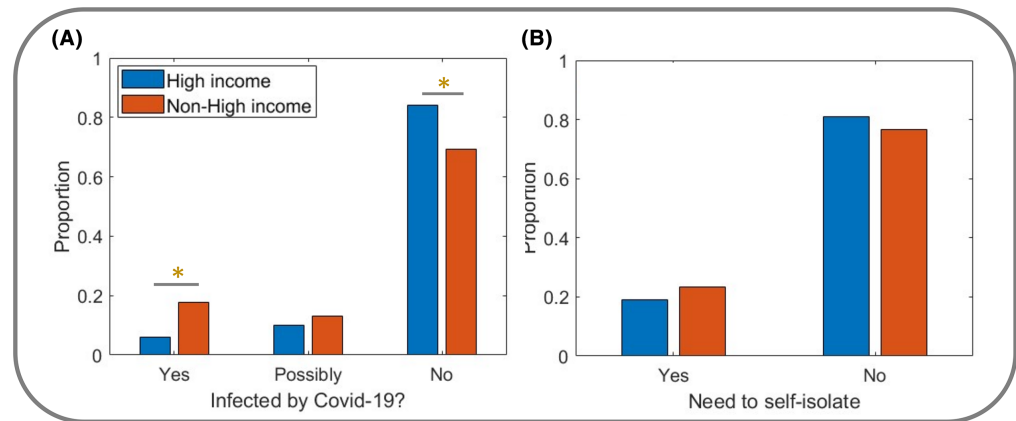 (A)
High income
Non-High income
*
*
Proportion
1
0.8
0.6
0.4
0.2
0
Yes Possibly No
Infected by Covid-19?
(B)
Proportion
1
0.8
0.6
0.4
0.2
0
Yes No
Need to self-isolate